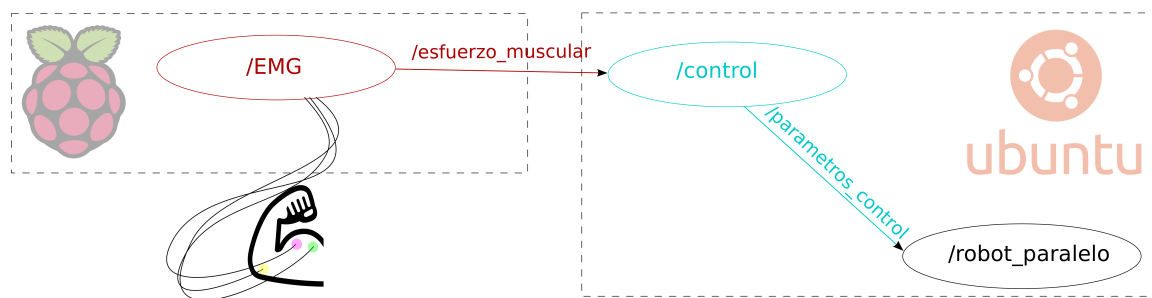 /EMG
/esfuerzo_muscular
/control
/parametros_control
ubuntu
/robot_paralelo